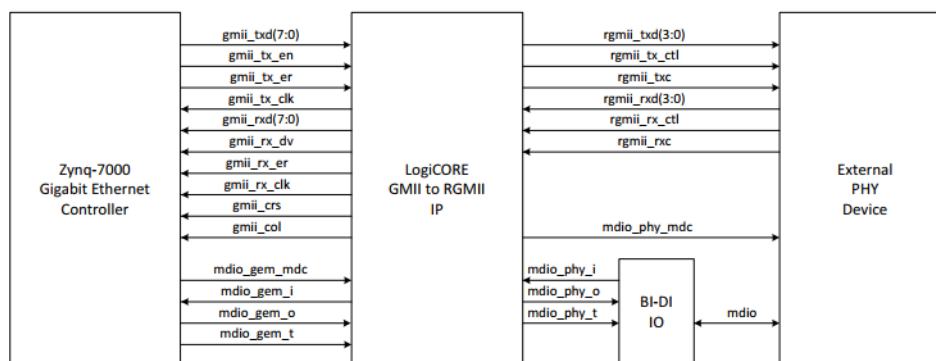 gmii_txd(7:0)
gmii_tx_en
gmii_tx_er
gmii_tx_clk
gmii_rxd(7:0)
gmii_rx_dv
gmii_rx_er
gmii_rx_clk
gmii_crs
gmii_col
mdio_gem_mdc
mdio_gem_i
mdio_gem_o
mdio_gem_t
Zynq-7000
Gigabit Ethernet
Controller
LogiCORE
GMII to RGMII
IP
rgmii_txd(3:0)
rgmii_tx_ctl
rgmii_txc
rgmii_rxd(3:0)
rgmii_rx_ctl
rgmii_rxc
mdio_phy_mdc
mdio_phy_i
mdio_phy_o
mdio_phy_t
BI-DI
IO
mdio
External
PHY
Device